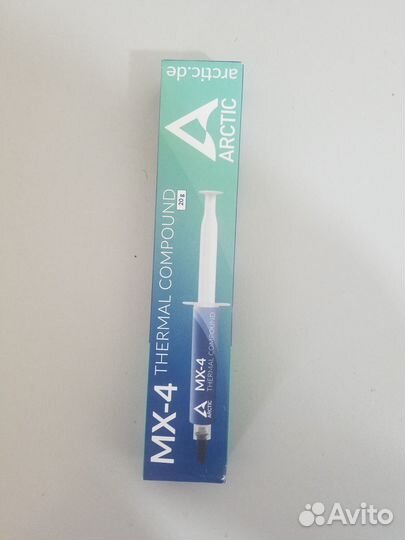 arctic.de
ARCTIC
MX-4 THERMAL COMPOUND
20 g
MX-4
THERMAL COMPOUND
ARCTIC
Avito